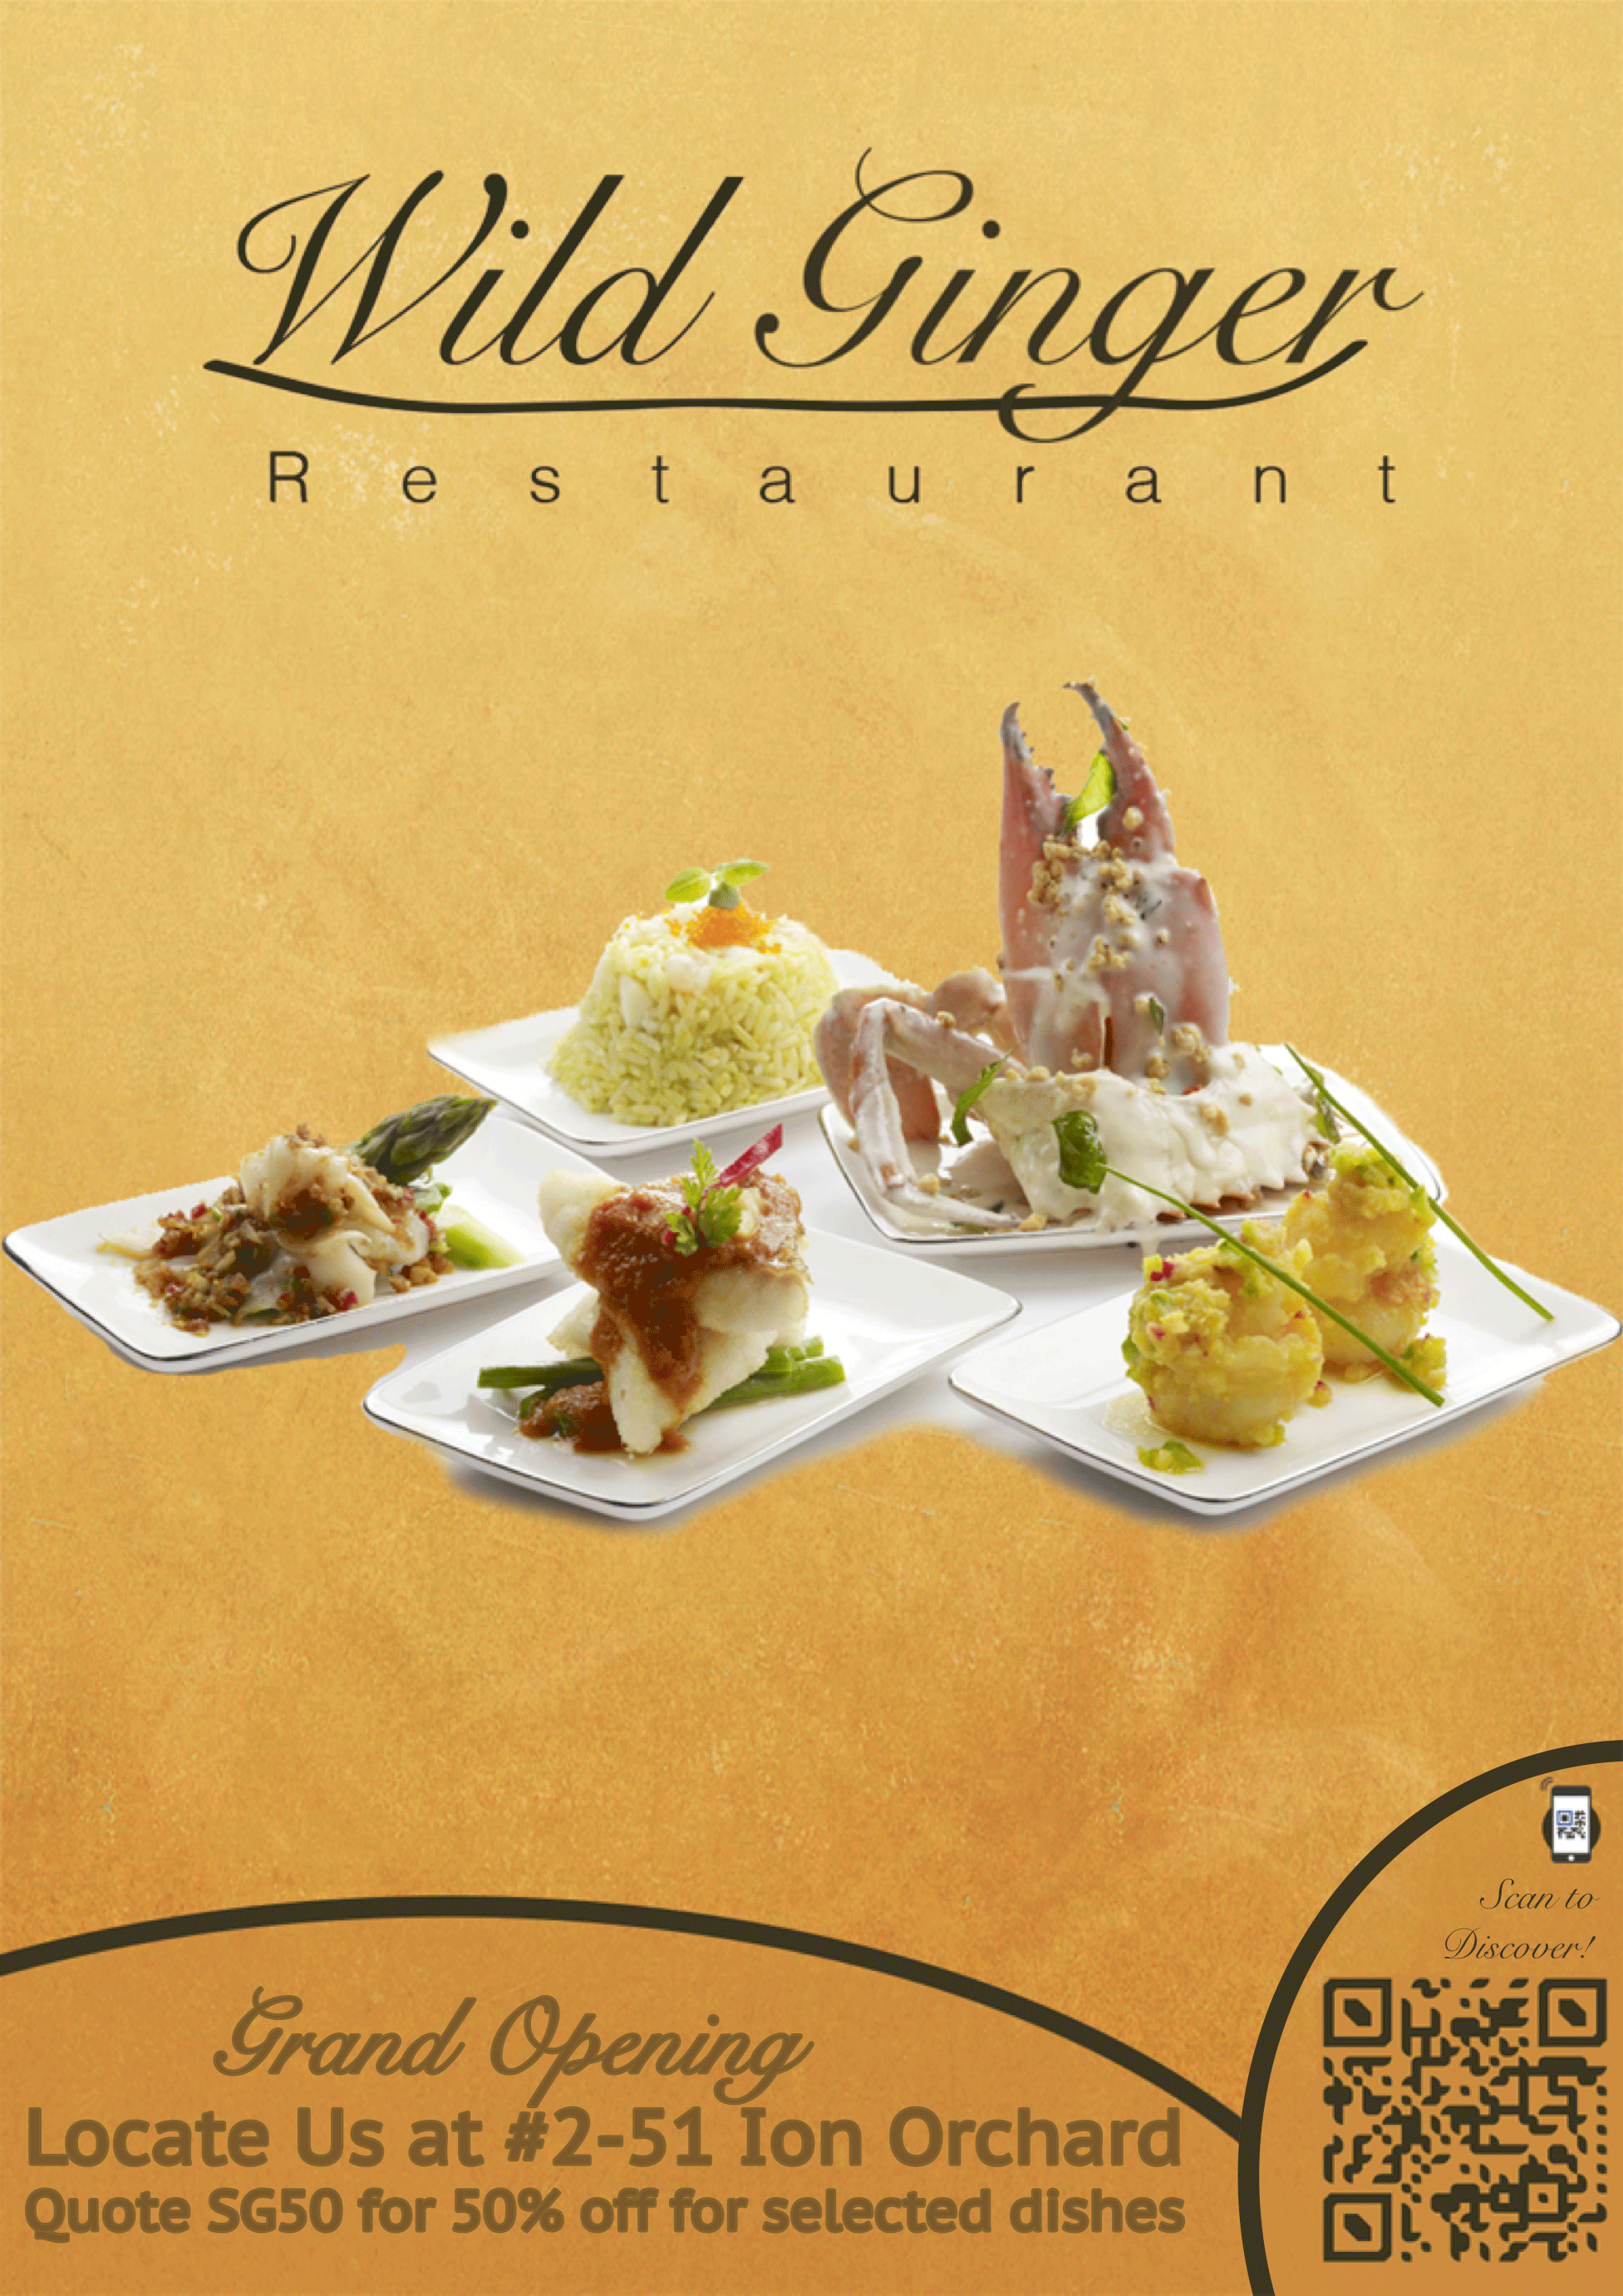 Wild Ginger
Restaurant
Scan to
Discover!
Grand Opening
Locate Us at #2-51 Ion Orchard
Quote SG50 for 50% off for selected dishes